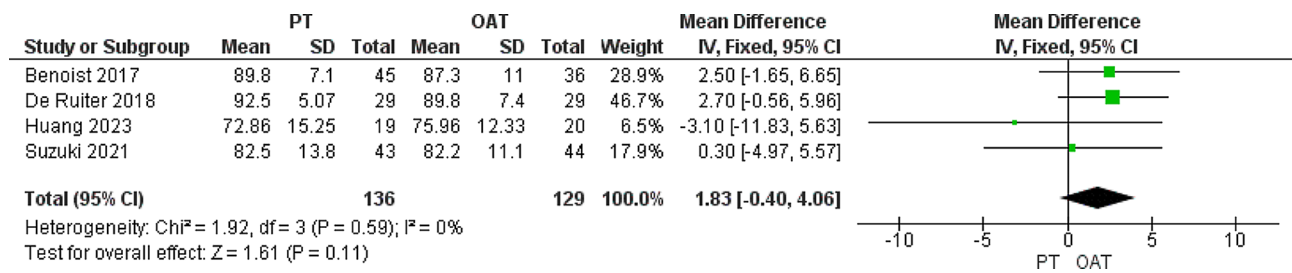 PT OAT Mean Difference Mean Difference
Study or Subgroup Mean SD Total Mean SD Total Weight IV, Fixed, 95% CI IV, Fixed, 95% CI
Benoist 2017 89.8 7.1 45 87.3 11 36 28.9% 2.50 [-1.65, 6.65]
De Ruiter 2018 92.5 5.07 29 89.8 7.4 29 46.7% 2.70 [-0.56, 5.96]
Huang 2023 72.86 15.25 19 75.96 12.33 20 6.5% -3.10 [-11.83, 5.63]
Suzuki 2021 82.5 13.8 43 82.2 11.1 44 17.9% 0.30 [-4.97, 5.57]
Total (95% CI) 136 129 100.0% 1.83 [-0.40, 4.06]
Heterogeneity: Chi² = 1.92, df = 3 (P = 0.59); I² = 0%
Test for overall effect: Z = 1.61 (P = 0.11)
-10 -5 0 5 10
PT OAT